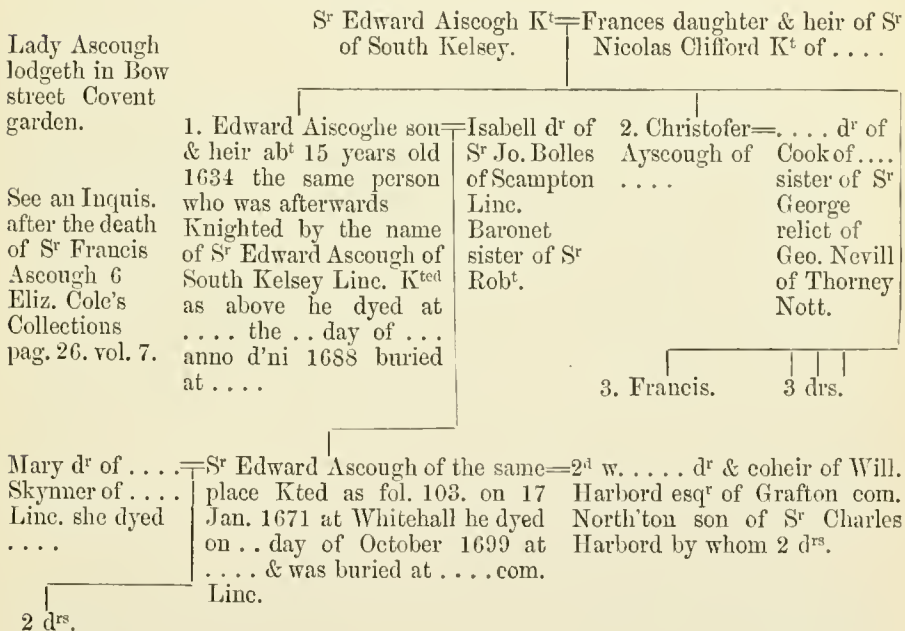 Sʳ Edward Aiscogh Kᵗ=Frances daughter & heir of Sʳ
of South Kelsey. Nicolas Clifford Kᵗ of . . . .
Lady Ascough
lodgeth in Bow
street Covent
garden.
See an Inquis.
after the death
of Sʳ Francis
Ascough 6
Eliz. Cole's
Collections
pag. 26. vol. 7.
1. Edward Aiscoghe son
& heir abᵗ 15 years old
1634 the same person
who was afterwards
Knighted by the name
of Sʳ Edward Ascough of
South Kelsey Linc. Kᵗᵉᵈ
as above he dyed at
. . . . the . . day of . . .
anno d'ni 1688 buried
at . . . .
=Isabell dʳ of
Sʳ Jo. Bolles
of Scampton
Linc.
Baronet
sister of Sʳ
Robᵗ.
2. Christofer=
Ayscough of
. . . .
. . . . dʳ of
Cook of . . . .
sister of Sʳ
George
relict of
Geo. Nevill
of Thorney
Nott.
3. Francis. 3 drs.
Mary dʳ of . . . .
Skynner of . . . .
Linc. she dyed
. . . .
=Sʳ Edward Ascough of the same=
place Kted as fol. 103. on 17
Jan. 1671 at Whitehall he dyed
on . . day of October 1699 at
. . . . & was buried at . . . . com.
Linc.
2ᵈ w. . . . . dʳ & coheir of Will.
Harbord esqʳ of Grafton com.
North'ton son of Sʳ Charles
Harbord by whom 2 dʳˢ.
2 dʳˢ.